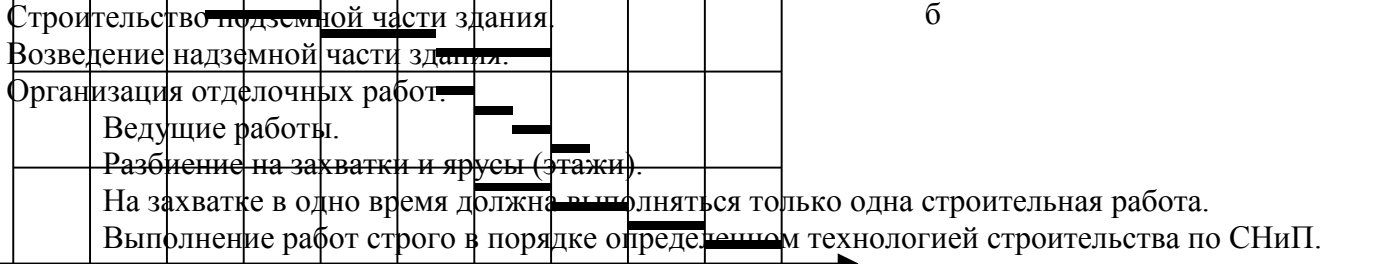 Строительство подземной части здания.
б
Возведение надземной части здания.
Организация отделочных работ.
Ведущие работы.
Разбиение на захватки и ярусы (этажи).
На захватке в одно время должна выполняться только одна строительная работа.
Выполнение работ строго в порядке определенном технологией строительства по СНиП.